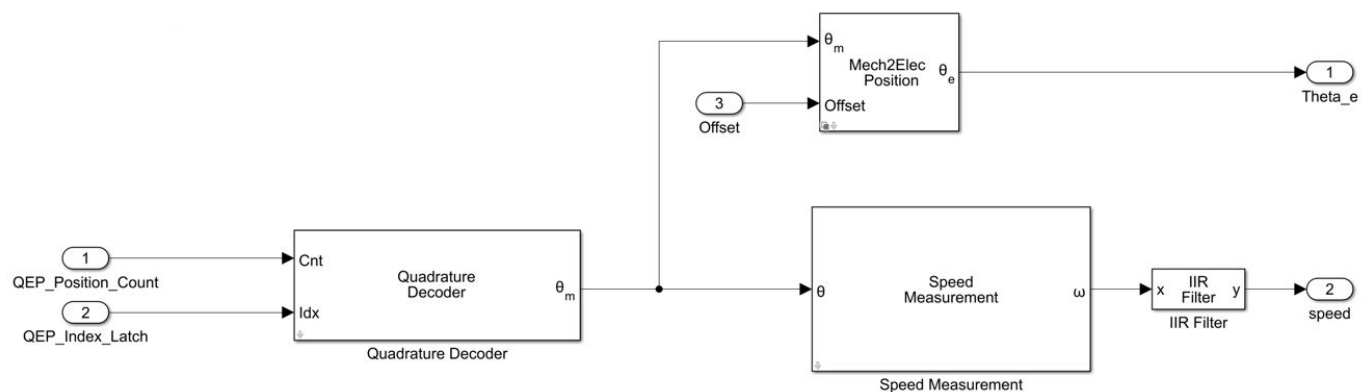 θm
Mech2Elec
Position
θe
Offset
1
Theta_e
3
Offset
1
QEP_Position_Count
2
QEP_Index_Latch
Cnt
Idx
Quadrature
Decoder
θm
Quadrature Decoder
θ
Speed
Measurement
ω
Speed Measurement
x
IIR
Filter
y
IIR Filter
2
speed